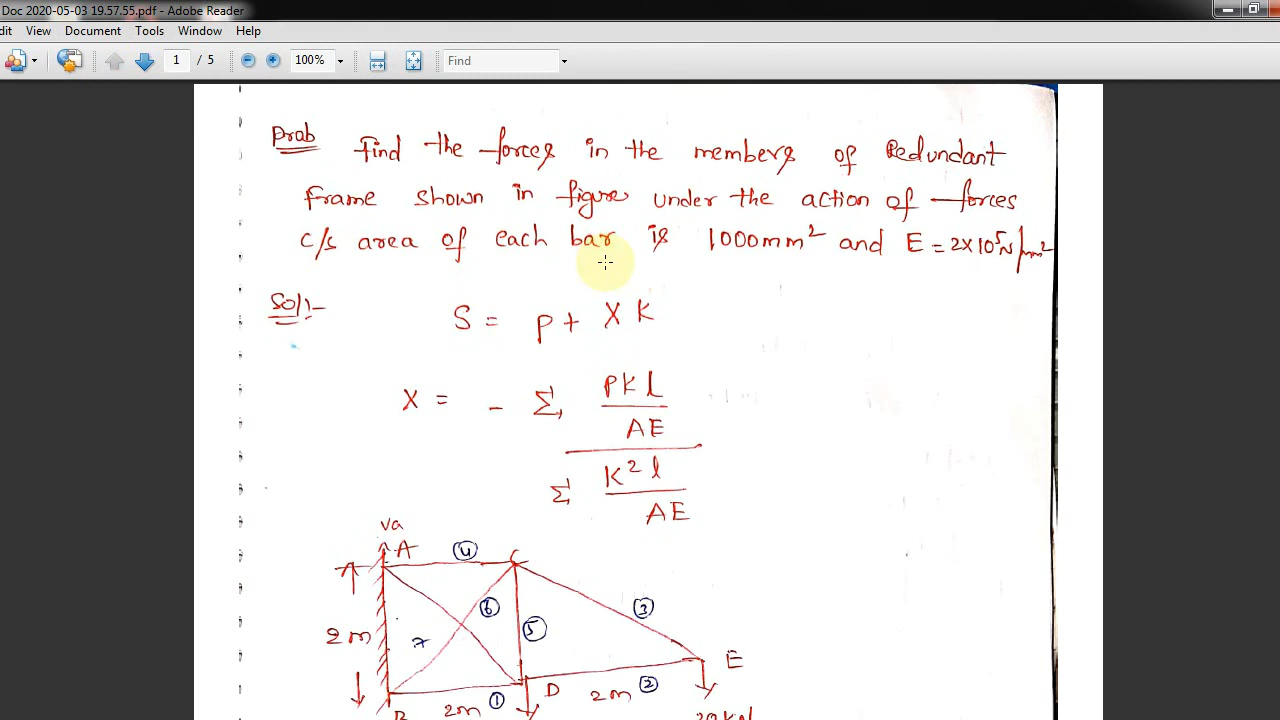 Doc 2020-05-03 19.57.55.pdf - Adobe Reader
dit View Document Tools Window Help
1 / 5 100% Find
Prob Find the forces in the members of Redundant
frame shown in figure under the action of forces
c/s area of each bar is 1000mm² and E = 2x10⁵N/mm²
Sol:-
S = P + X K
X = - Σ PKl
AE
Σ K² l
AE
Va
A 4 C
6 3
2m 7 5
E
D
B 2m 1 2m 2
20 kN